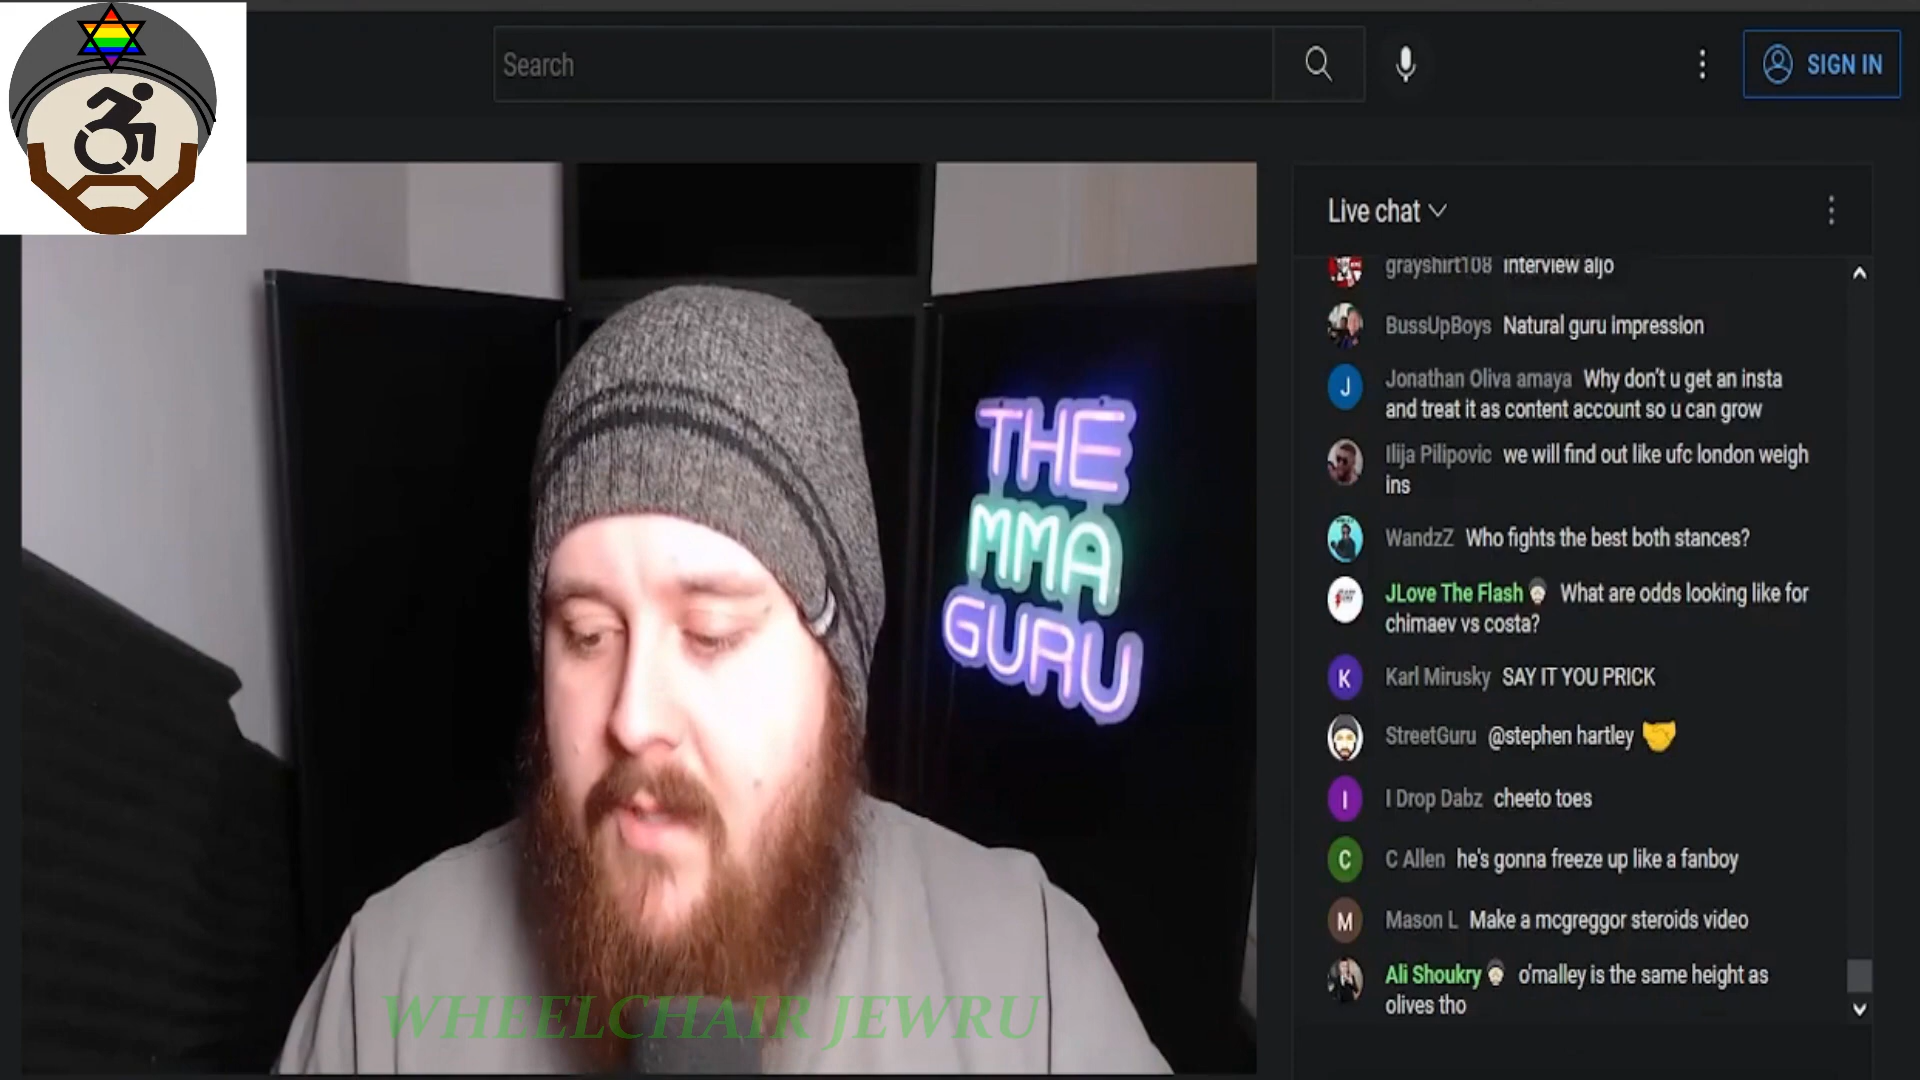 Search
SIGN IN
Live chat
grayshirt108 interview aljo
BussUpBoys Natural guru impression
Jonathan Oliva amaya Why don't u get an insta
and treat it as content account so u can grow
Ilija Pilipovic we will find out like ufc london weigh
ins
WandzZ Who fights the best both stances?
JLove The Flash What are odds looking like for
chimaev vs costa?
K Karl Mirusky SAY IT YOU PRICK
StreetGuru @stephen hartley
I I Drop Dabz cheeto toes
C C Allen he's gonna freeze up like a fanboy
M Mason L Make a mcgreggor steroids video
Ali Shoukry o'malley is the same height as
olives tho
J
THE
MMA
GURU
WHEELCHAIR JEWRU